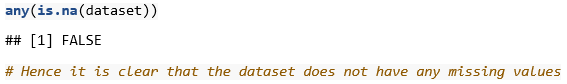 any(is.na(dataset))
## [1] FALSE
# Hence it is clear that the dataset does not have any missing values